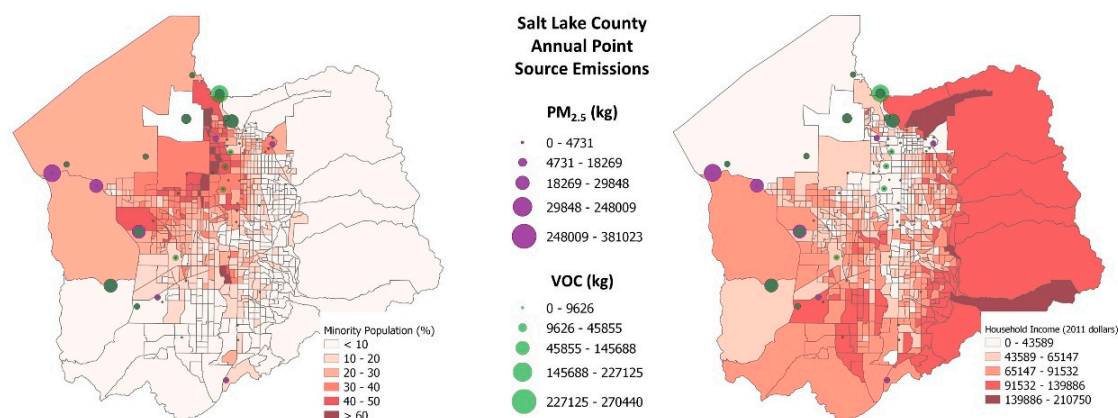 Salt Lake County
Annual Point
Source Emissions
PM2.5 (kg)
0 - 4731
4731 - 18269
18269 - 29848
29848 - 248009
248009 - 381023
VOC (kg)
0 - 9626
9626 - 45855
45855 - 145688
145688 - 227125
227125 - 270440
Minority Population (%)
< 10
10 - 20
20 - 30
30 - 40
40 - 50
> 60
Household Income (2011 dollars)
0 - 43589
43589 - 65147
65147 - 91532
91532 - 139886
139886 - 210750